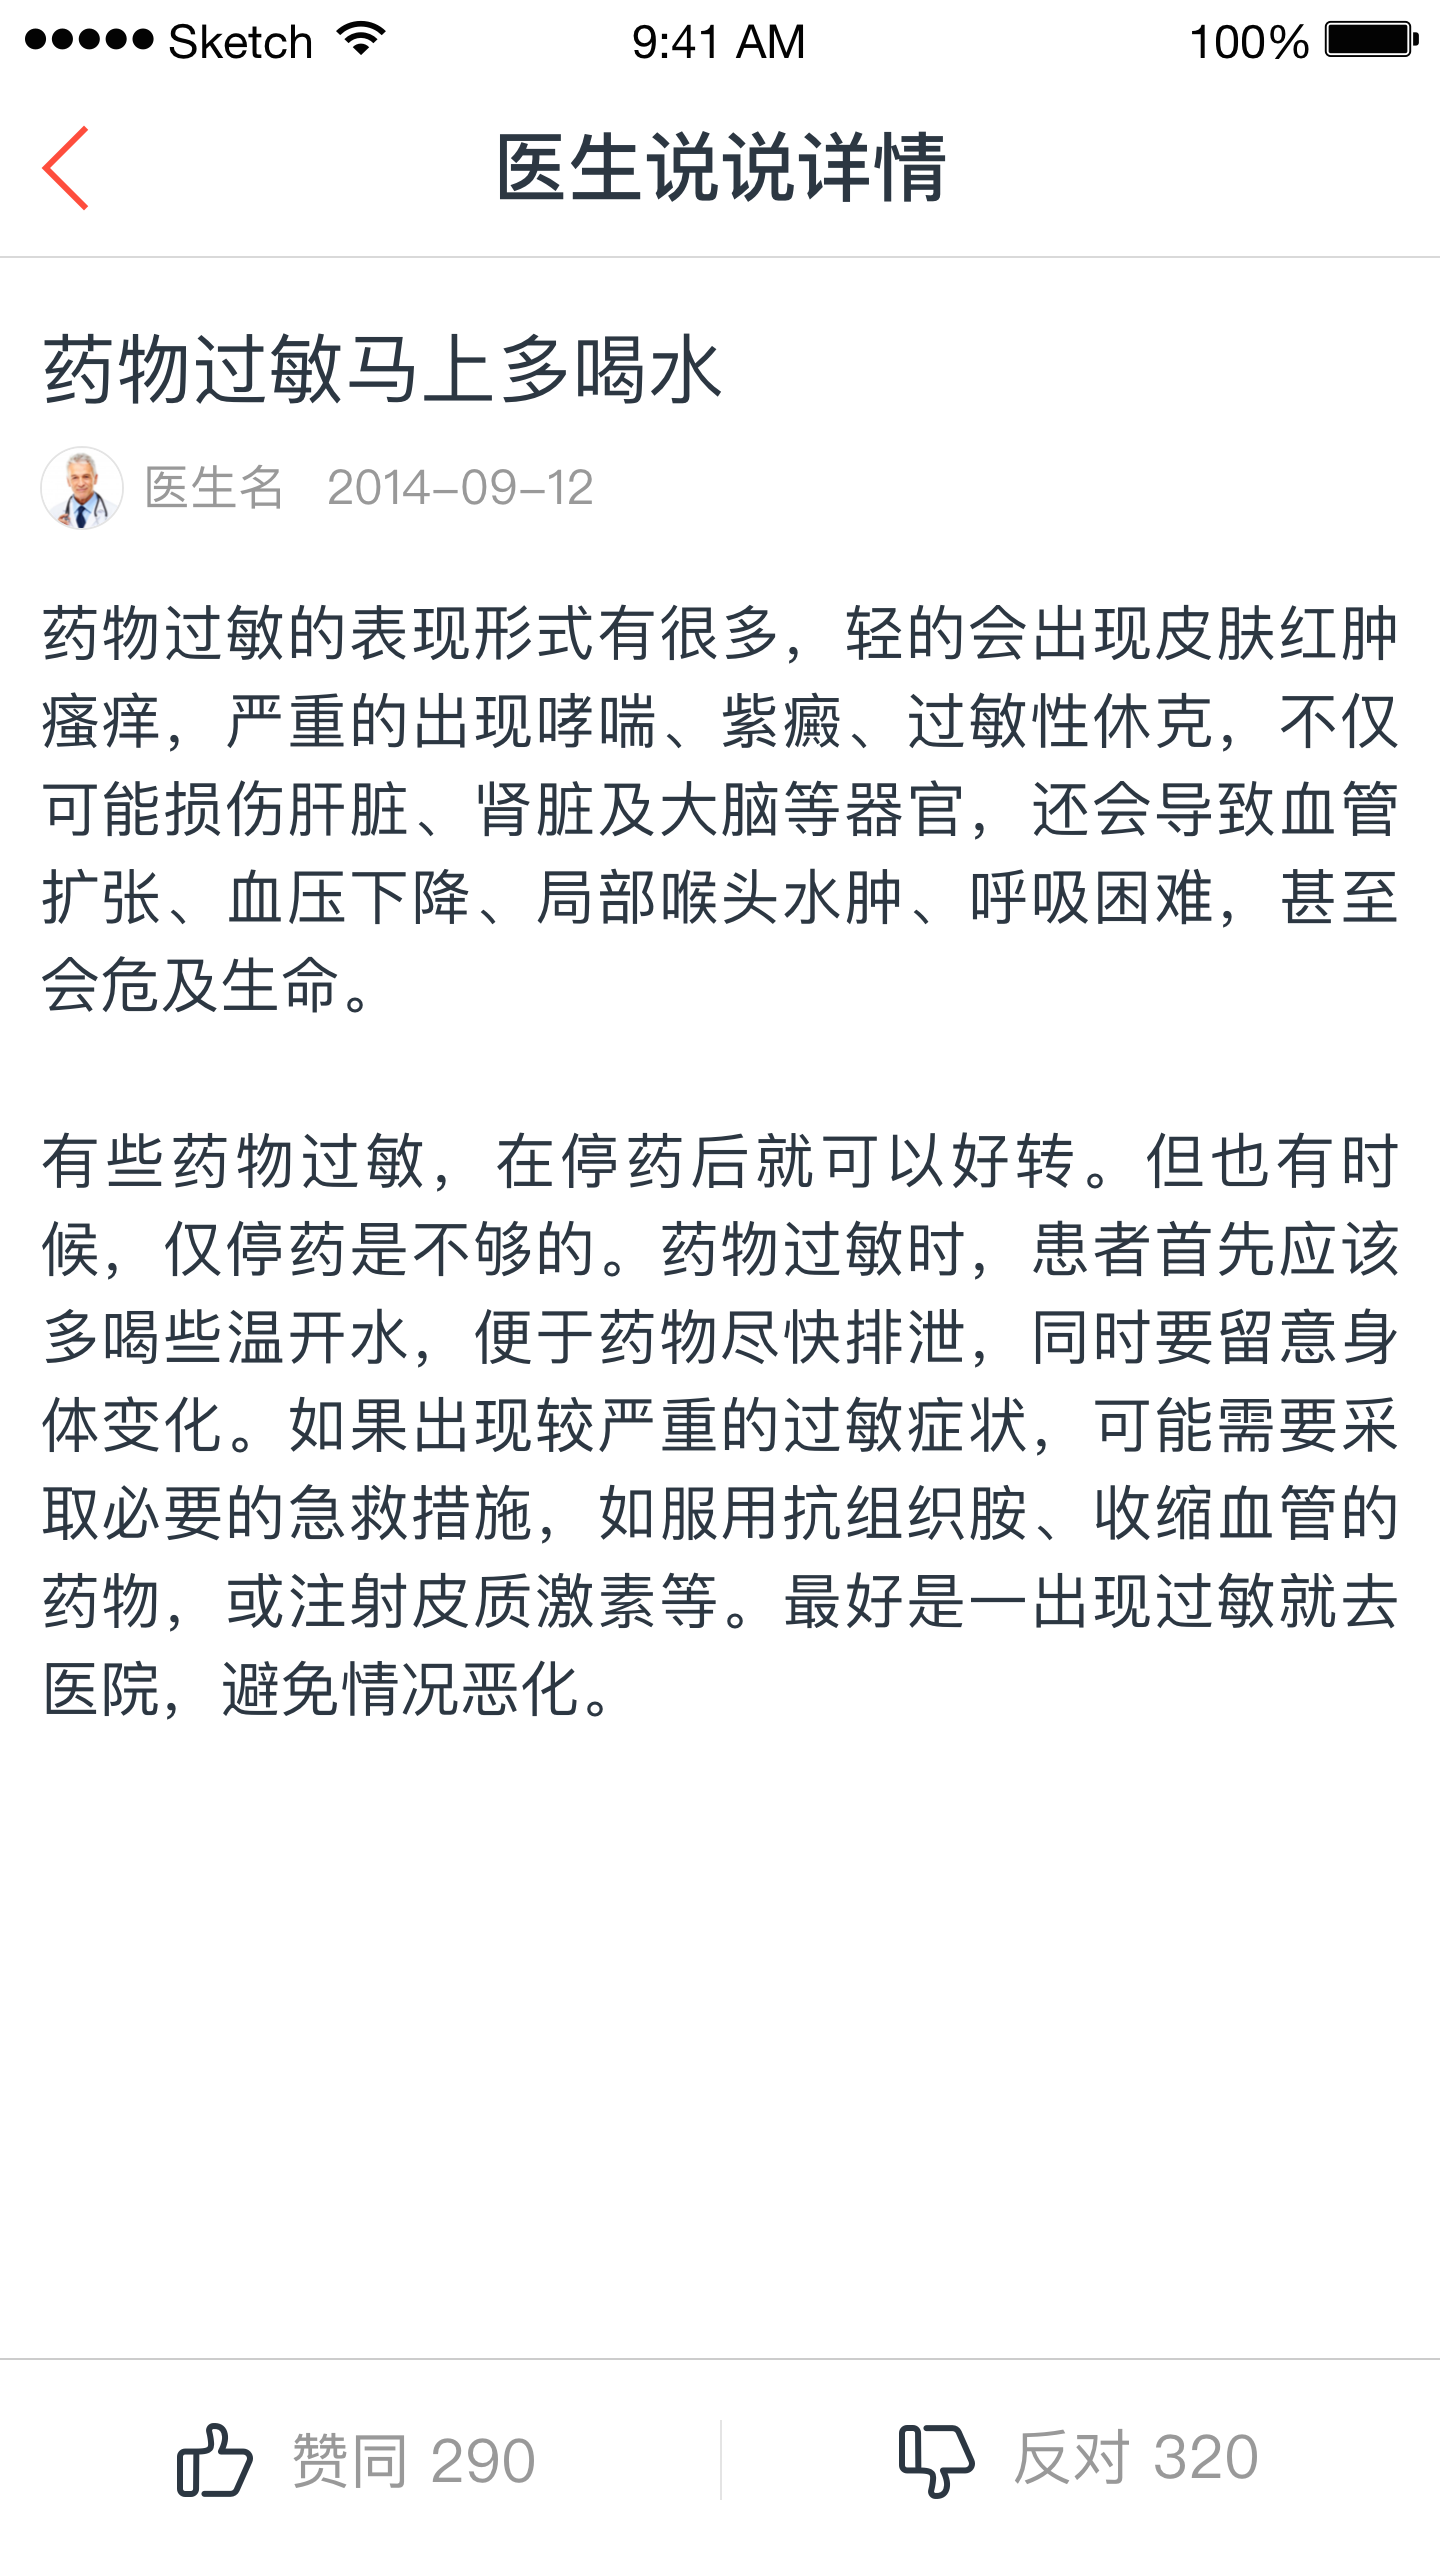 Sketch 9:41 AM 100%
医生说说详情
药物过敏马上多喝水
医生名 2014-09-12
药物过敏的表现形式有很多，轻的会出现皮肤红肿
瘙痒，严重的出现哮喘、紫癜、过敏性休克，不仅
可能损伤肝脏、肾脏及大脑等器官，还会导致血管
扩张、血压下降、局部喉头水肿、呼吸困难，甚至
会危及生命。
有些药物过敏，在停药后就可以好转。但也有时
候，仅停药是不够的。药物过敏时，患者首先应该
多喝些温开水，便于药物尽快排泄，同时要留意身
体变化。如果出现较严重的过敏症状，可能需要采
取必要的急救措施，如服用抗组织胺、收缩血管的
药物，或注射皮质激素等。最好是一出现过敏就去
医院，避免情况恶化。
赞同 290
反对 320